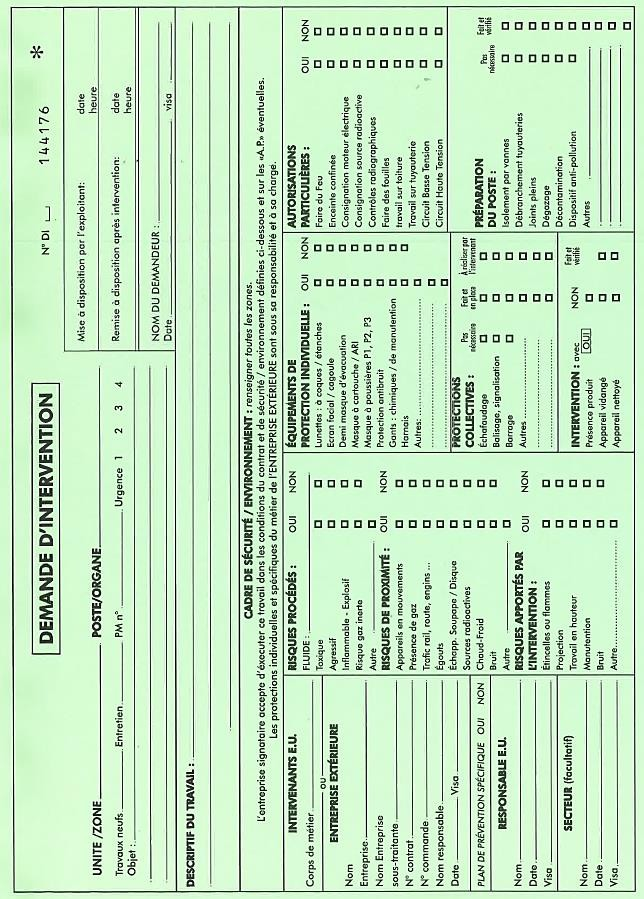 DEMANDE D'INTERVENTION
N° DI 144176 *
UNITE /ZONE POSTE/ORGANE
Travaux neufs Entretien PM n° Urgence 1 2 3 4
Objet :
Mise à disposition par l'exploitant: date
heure
Remise à disposition après intervention: date
heure
NOM DU DEMANDEUR :
Date visa
DESCRIPTIF DU TRAVAIL :
CADRE DE SÉCURITÉ / ENVIRONNEMENT : renseigner toutes les zones.
L'entreprise signataire accepte d'éxecuter ce travail dans les conditions du contrat et de sécurité / environnement définies ci-dessous et sur les «A.P.» éventuelles.
Les protections individuelles et spécifiques du métier de l'ENTREPRISE EXTÉRIEURE sont sous sa responsabilité et à sa charge.
INTERVENANTS E.U.
Corps de métier
ou
ENTREPRISE EXTÉRIEURE
Nom
Entreprise
Nom Entreprise
sous-traitante
N° contrat
N° commande
Nom responsable
Date Visa
PLAN DE PRÉVENTION SPÉCIFIQUE OUI NON
RESPONSABLE E.U.
Nom
Date
Visa
SECTEUR (facultatif)
Nom
Date
Visa
RISQUES PROCÉDÉS : OUI NON
FLUIDE :
Toxique
Agressif
Inflammable - Explosif
Risque gaz inerte
Autre
RISQUES DE PROXIMITÉ : OUI NON
Appareils en mouvements
Présence de gaz
Trafic rail, route, engins ...
Egouts
Échapp. Soupape / Disque
Sources radioactives
Chaud-Froid
Bruit
Autre
RISQUES APPORTÉS PAR
L'INTERVENTION : OUI NON
Etincelles ou flammes
Projection
Travail en hauteur
Manutention
Bruit
Autre
ÉQUIPEMENTS DE
PROTECTION INDIVIDUELLE : OUI NON
Lunettes : à coques / étanches
Ecran facial / cagoule
Demi masque d'évacuation
Masque à cartouche / ARI
Masque à poussières P1, P2, P3
Protection antibruit
Gants : chimiques / de manutention
Harnais
Autres:
PROTECTIONS
COLLECTIVES :
Pas
nécessaire
Fait et
en place
A réaliser par
l'intervenant
Echafaudage
Balisage, signalisation
Barrage
Autres
INTERVENTION : avec OUI NON
Fait et
vérifié
Présence produit
Appareil vidangé
Appareil nettoyé
AUTORISATIONS
PARTICULIÈRES : OUI NON
Faire du Feu
Enceinte confinée
Consignation moteur électrique
Consignation source radioactive
Contrôles radiographiques
Faire des fouilles
travail sur toiture
Travail sur tuyauterie
Circuit Basse Tension
Circuit Haute Tension
PRÉPARATION
DU POSTE :
Pas
nécessaire
Fait et
vérifié
Isolement par vannes
Débranchement tuyauteries
Joints pleins
Dégazage
Décontamination
Dispositif anti-pollution
Autres